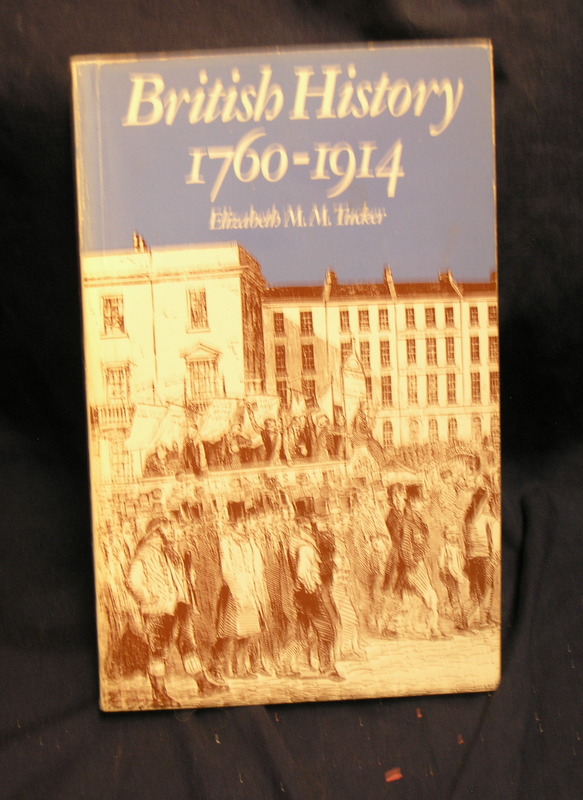 British History
1760-1914
Elizabeth M. M. Tucker